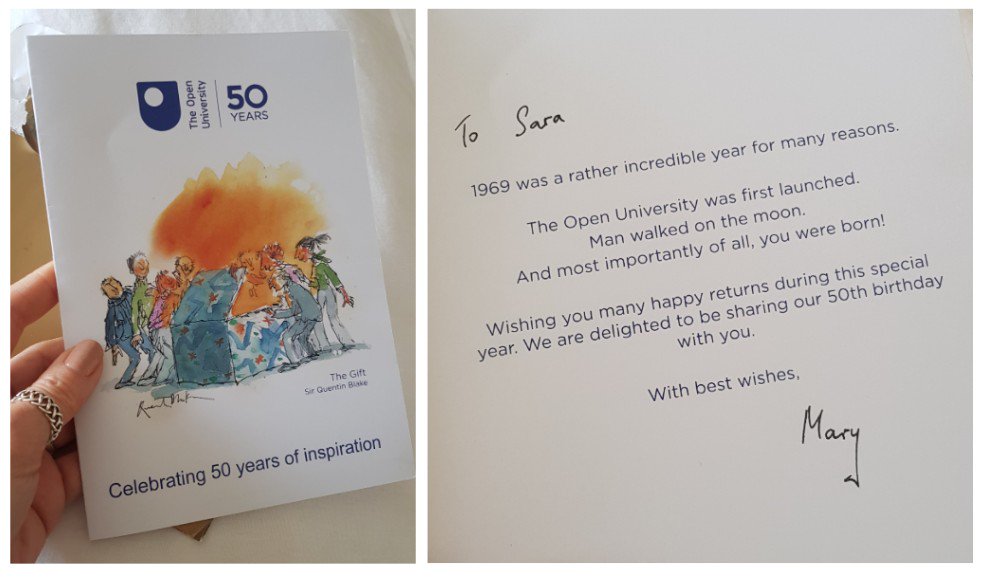 The Open
University
50
YEARS
The Gift
Sir Quentin Blake
Celebrating 50 years of inspiration
To Sara
1969 was a rather incredible year for many reasons.
The Open University was first launched.
Man walked on the moon.
And most importantly of all, you were born!
Wishing you many happy returns during this special
year. We are delighted to be sharing our 50th birthday
with you.
With best wishes,
Mary